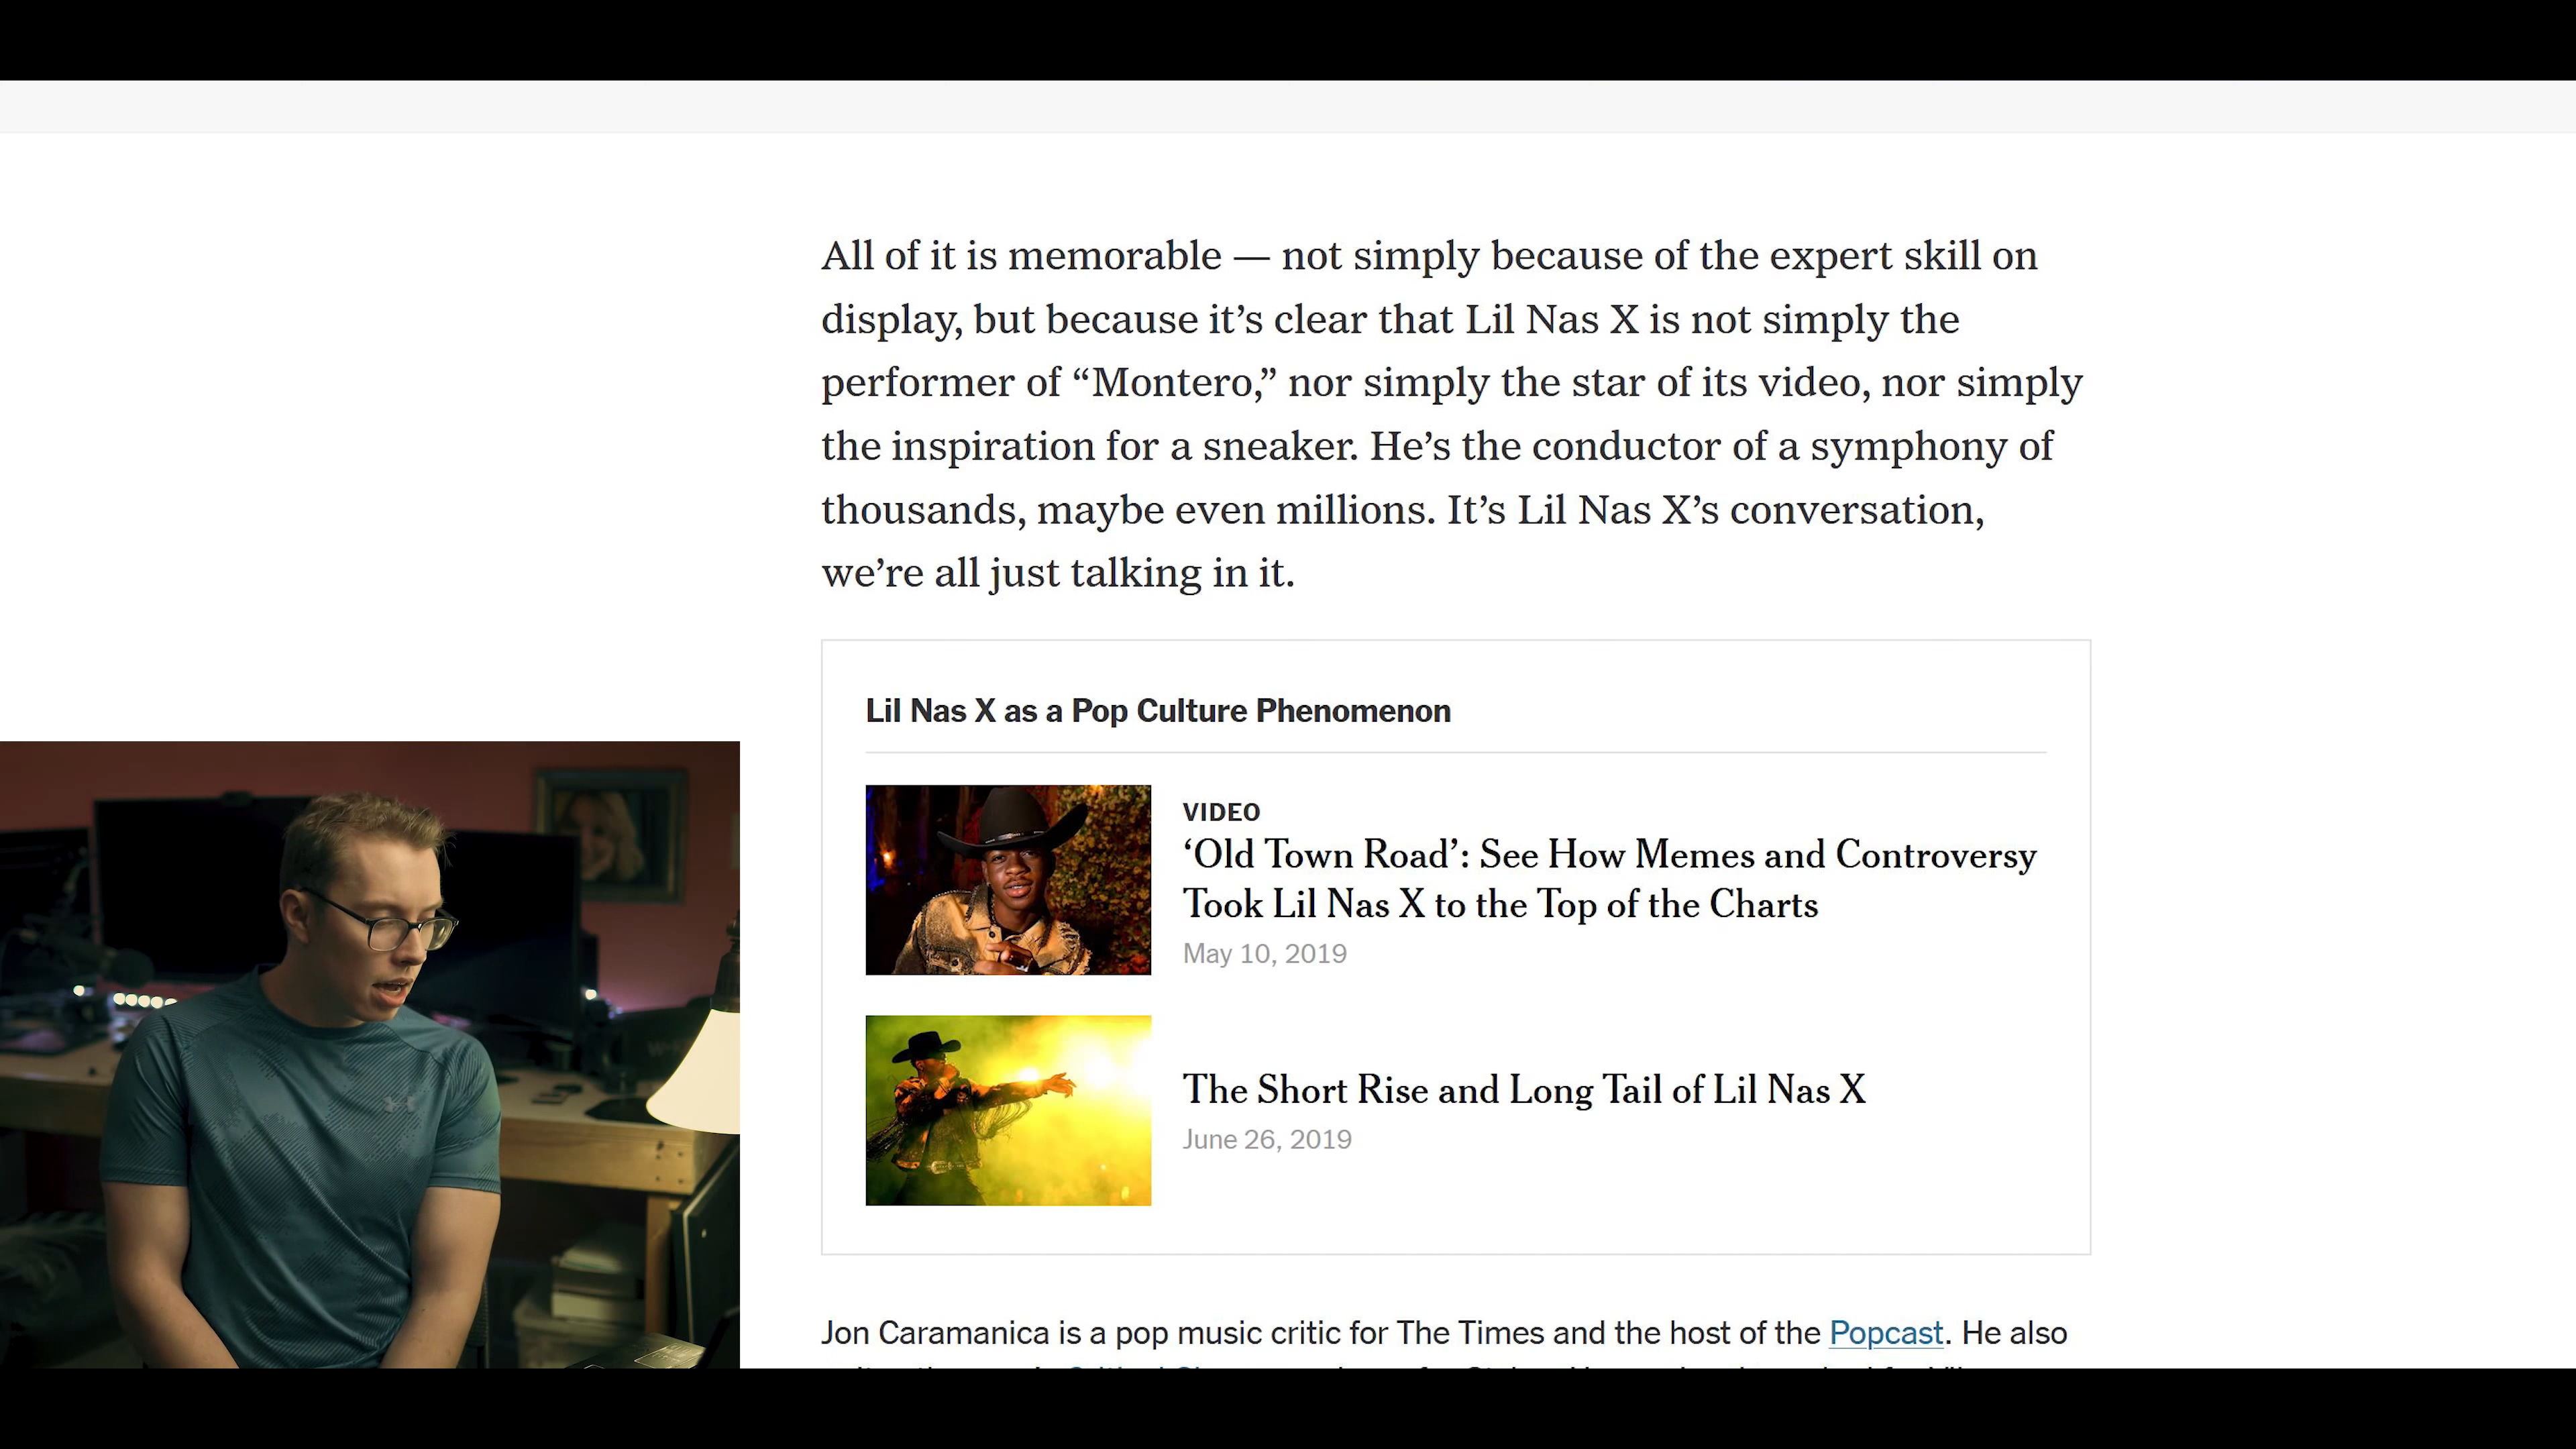 All of it is memorable — not simply because of the expert skill on
display, but because it’s clear that Lil Nas X is not simply the
performer of “Montero,” nor simply the star of its video, nor simply
the inspiration for a sneaker. He’s the conductor of a symphony of
thousands, maybe even millions. It’s Lil Nas X’s conversation,
we’re all just talking in it.
Lil Nas X as a Pop Culture Phenomenon
VIDEO
‘Old Town Road’: See How Memes and Controversy
Took Lil Nas X to the Top of the Charts
May 10, 2019
The Short Rise and Long Tail of Lil Nas X
June 26, 2019
Jon Caramanica is a pop music critic for The Times and the host of the Popcast. He also